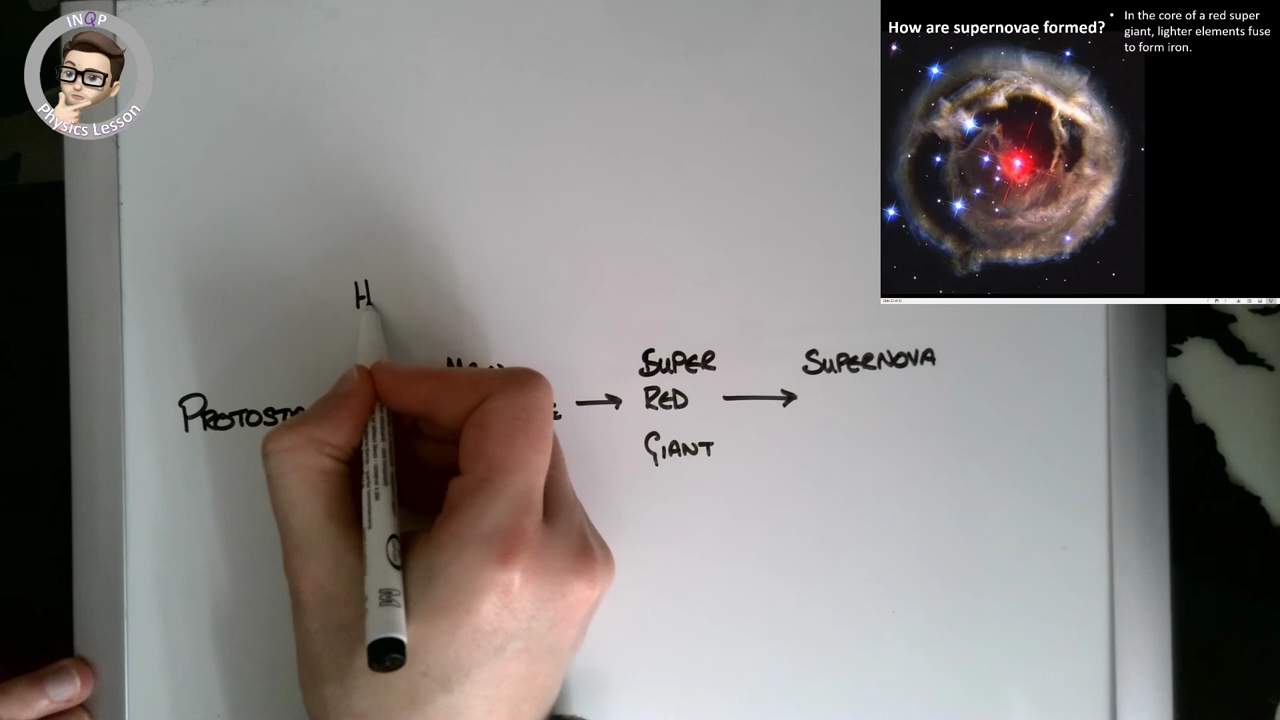 INQP
Physics Lesson
How are supernovae formed?
• In the core of a red super
giant, lighter elements fuse
to form iron.
H
SUPER
RED
GIANT
SUPERNOVA